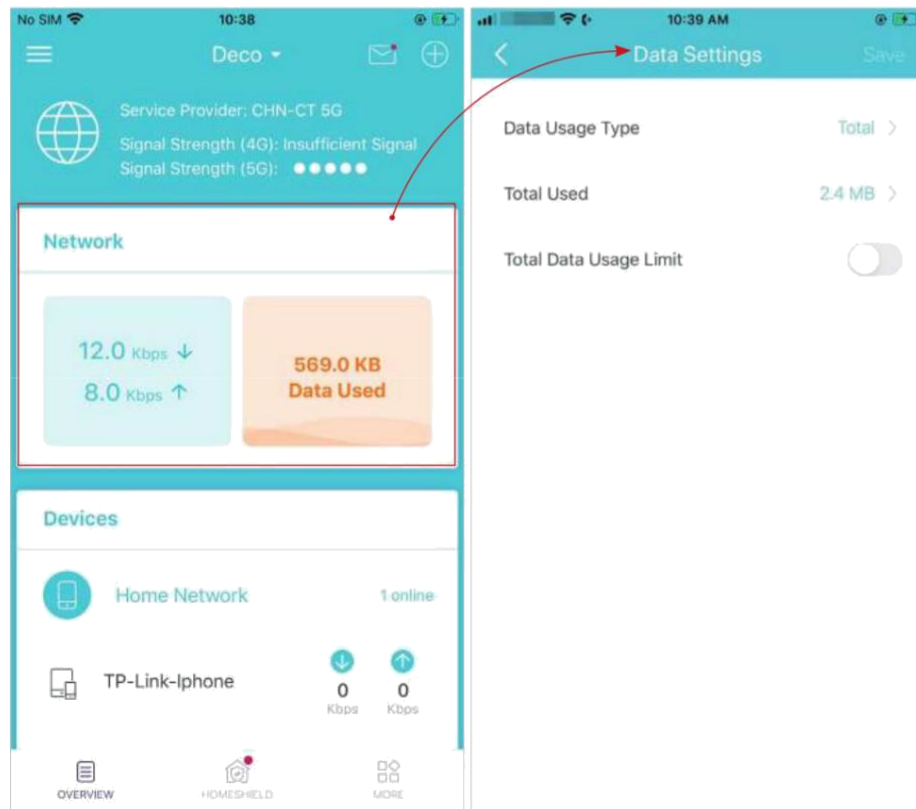 No SIM 10:38
Deco
Service Provider: CHN-CT 5G
Signal Strength (4G): Insufficient Signal
Signal Strength (5G):
Network
12.0 Kbps ↓
8.0 Kbps ↑
569.0 KB
Data Used
Devices
Home Network 1 online
TP-Link-Iphone
0 0
Kbps Kbps
OVERVIEW HOMESHIELD MORE
10:39 AM
Data Settings Save
Data Usage Type Total >
Total Used 2.4 MB >
Total Data Usage Limit